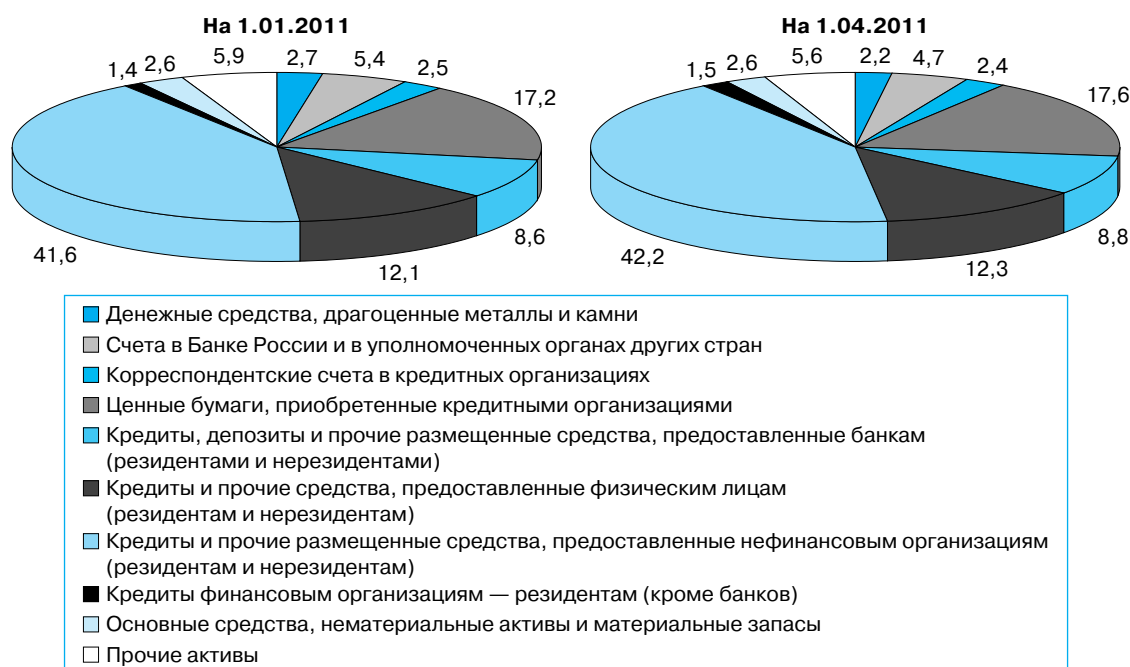 На 1.01.2011
1,4
2,6
5,9
2,7
5,4
2,5
17,2
8,6
12,1
41,6
На 1.04.2011
1,5
2,6
5,6
2,2
4,7
2,4
17,6
8,8
12,3
42,2
Денежные средства, драгоценные металлы и камни
Счета в Банке России и в уполномоченных органах других стран
Корреспондентские счета в кредитных организациях
Ценные бумаги, приобретенные кредитными организациями
Кредиты, депозиты и прочие размещенные средства, предоставленные банкам
(резидентами и нерезидентами)
Кредиты и прочие средства, предоставленные физическим лицам
(резидентам и нерезидентам)
Кредиты и прочие размещенные средства, предоставленные нефинансовым организациям
(резидентам и нерезидентам)
Кредиты финансовым организациям — резидентам (кроме банков)
Основные средства, нематериальные активы и материальные запасы
Прочие активы